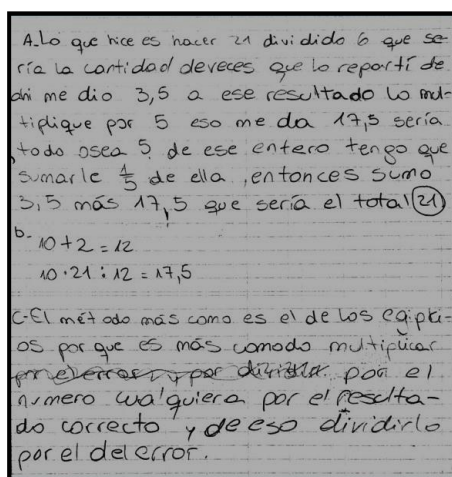 A. Lo que hice es hacer 21 dividido 6 que se-
ría la cantidad de veces que lo repartí de
ahi me dio 3,5 a ese resultado lo mul-
tiplique por 5 eso me da 17,5 sería
todo osea 5 de ese entero tengo que
sumarle 1/5 de ella, entonces sumo
3,5 más 17,5 que sería el total 21
b-
10+2=12
10·21:12=17,5
C-El método más como es el de los egipki-
os por que es más comodo multiplicar
por el
numero cualquiera por el resulta-
do correcto y de eso dividirlo
por el del error.